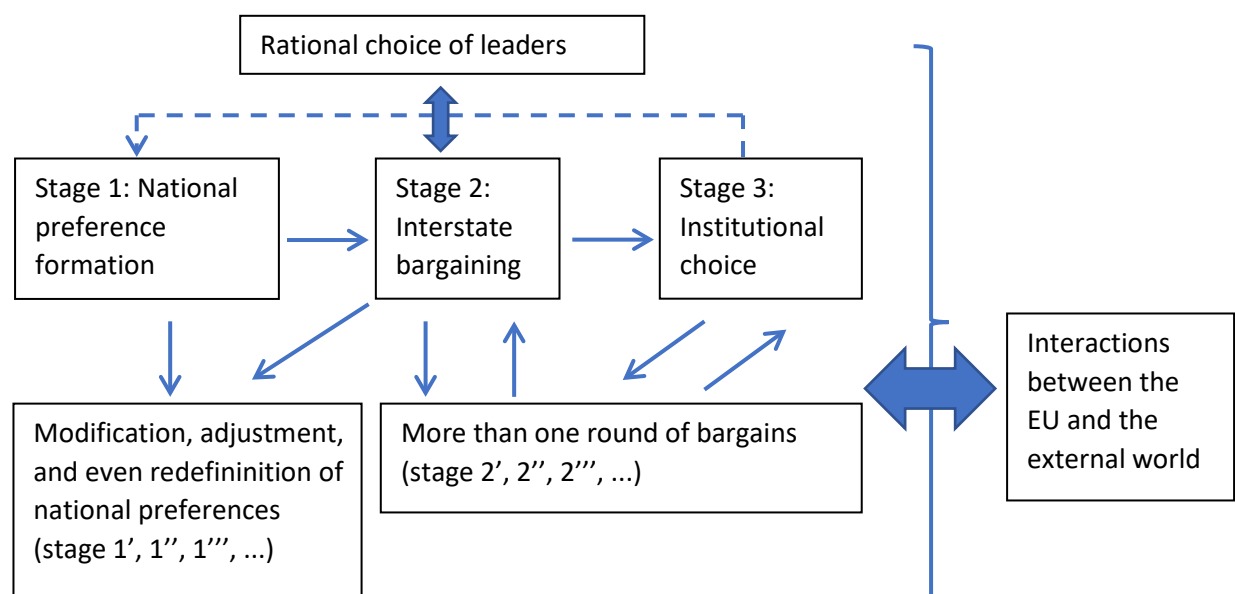 Rational choice of leaders
Stage 1: National
preference
formation
Stage 2:
Interstate
bargaining
Stage 3:
Institutional
choice
Modification, adjustment,
and even redefininition of
national preferences
(stage 1’, 1’’, 1’’’, ...)
More than one round of bargains
(stage 2’, 2’’, 2’’’, ...)
Interactions
between the
EU and the
external world